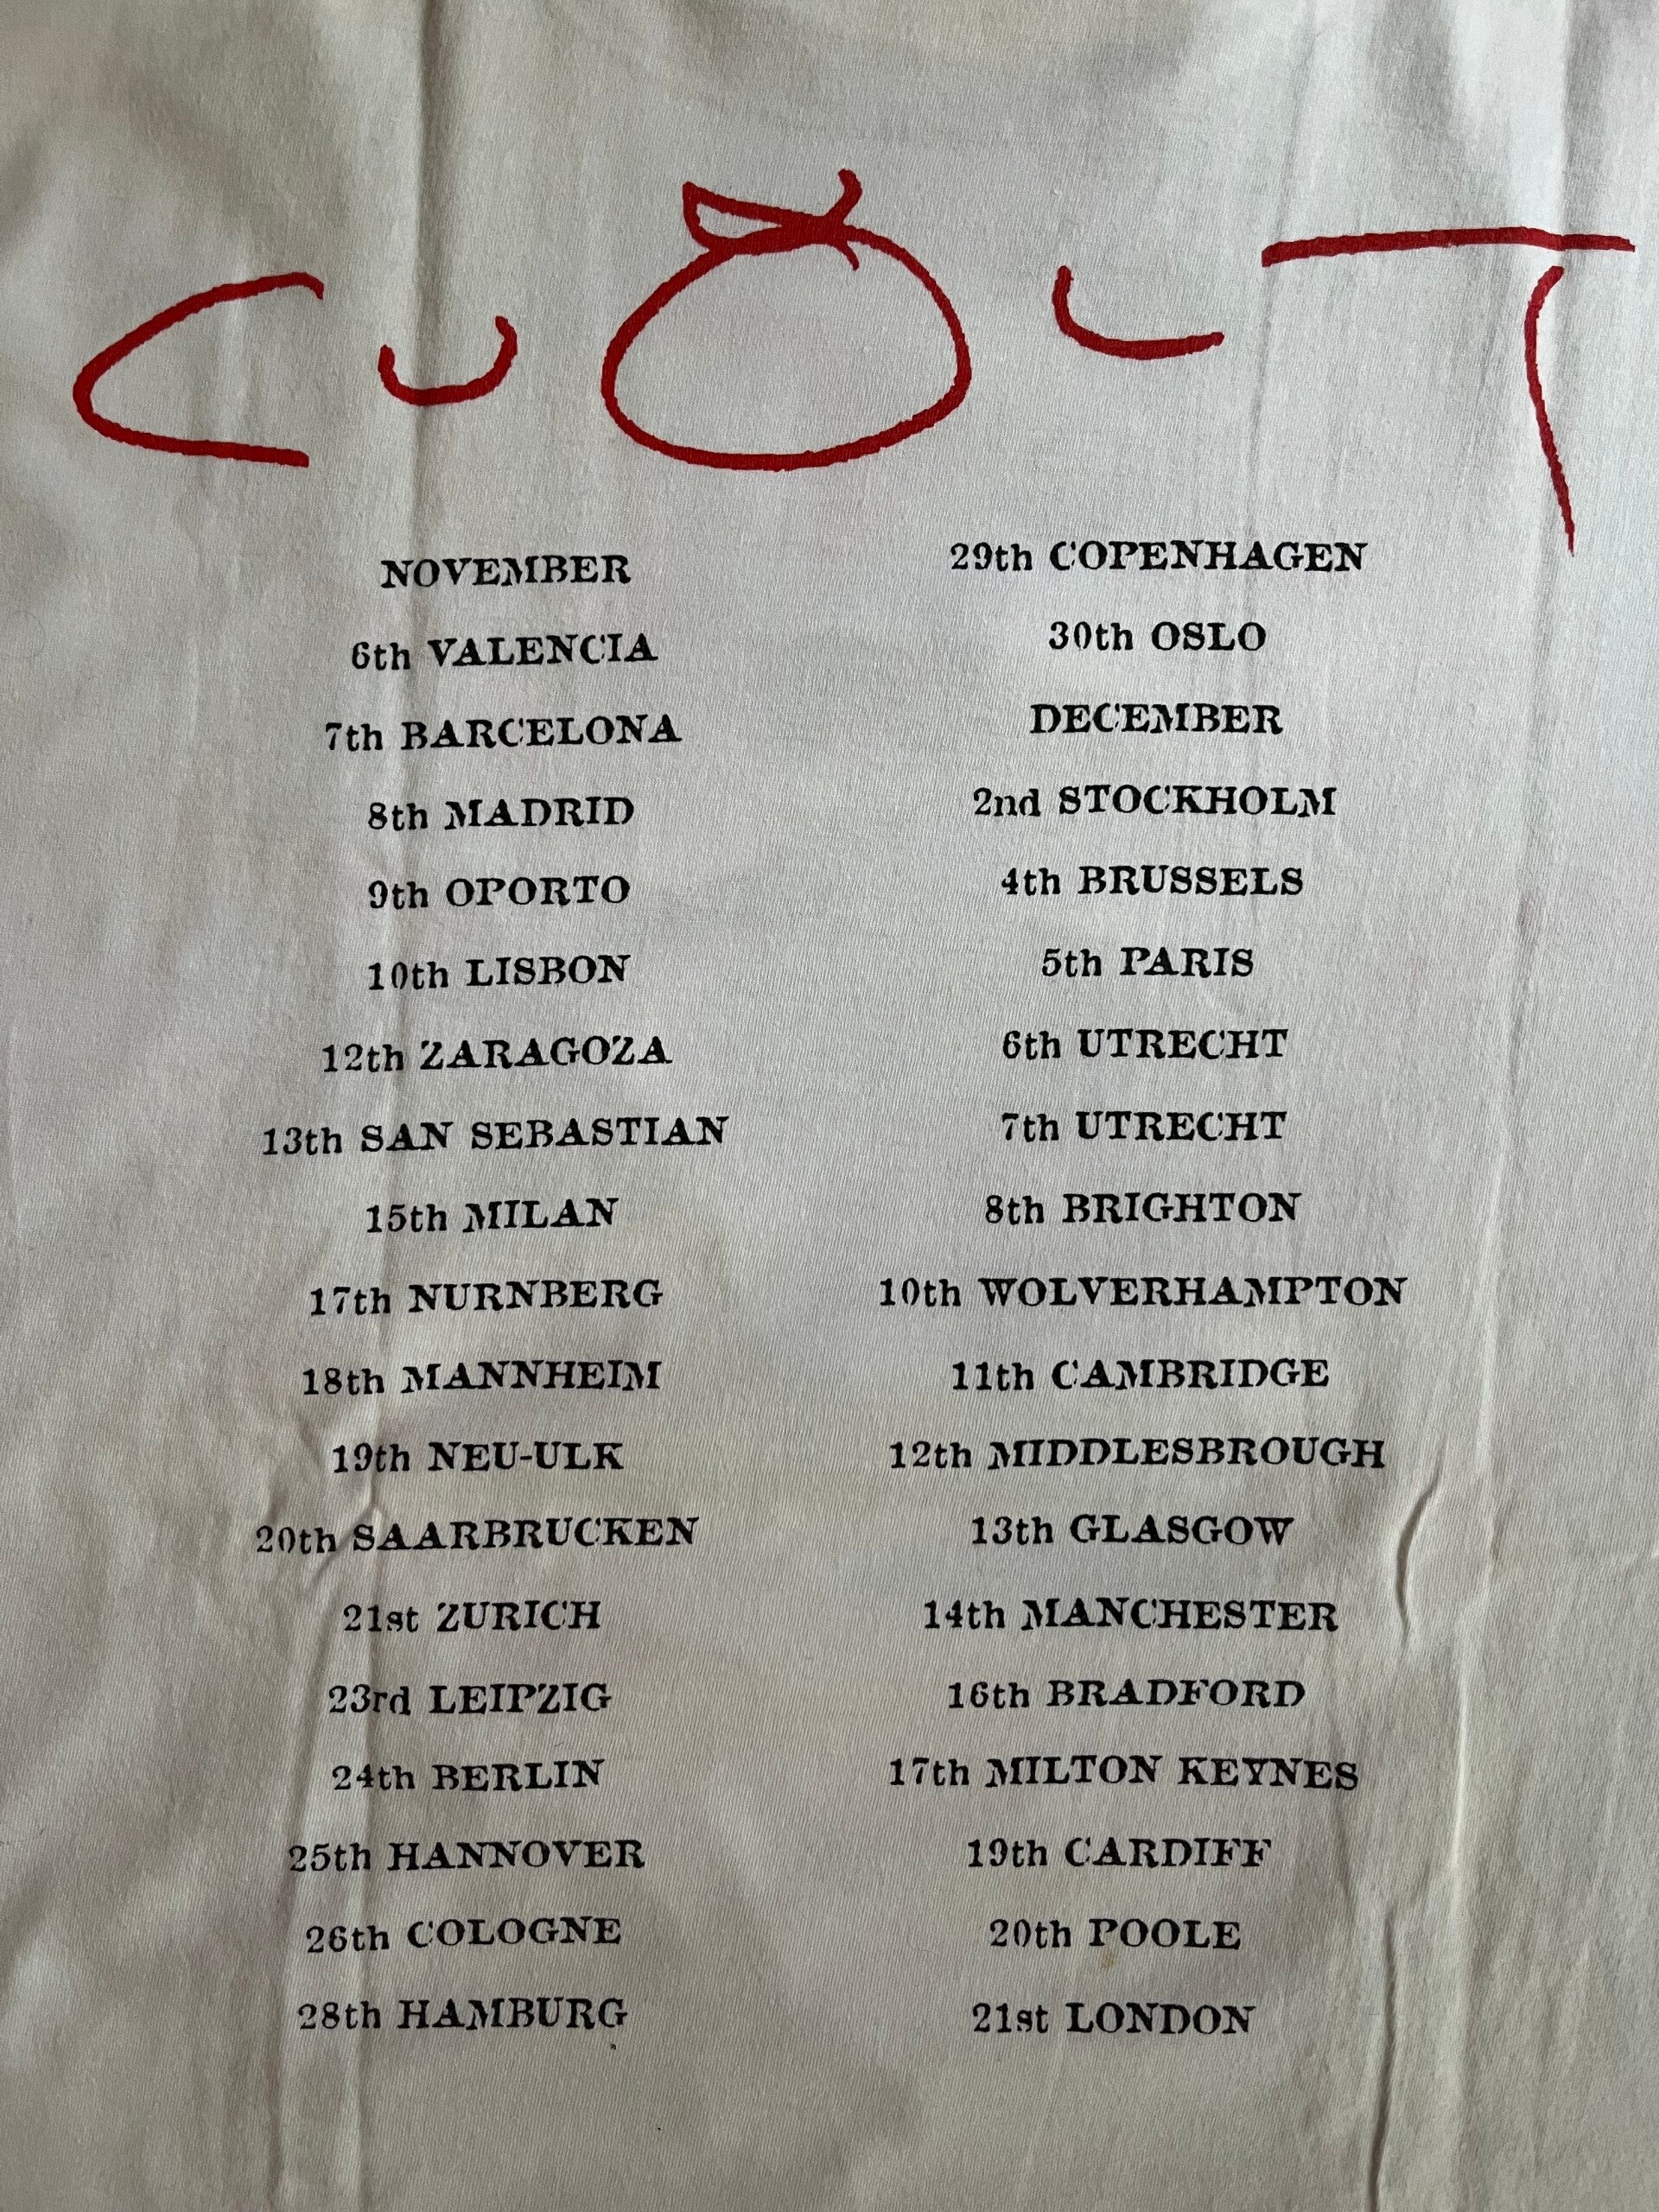 NOVEMBER
6th VALENCIA
7th BARCELONA
8th MADRID
9th OPORTO
10th LISBON
12th ZARAGOZA
13th SAN SEBASTIAN
15th MILAN
17th NURNBERG
18th MANNHEIM
19th NEU-ULK
20th SAARBRUCKEN
21st ZURICH
23rd LEIPZIG
24th BERLIN
25th HANNOVER
26th COLOGNE
28th HAMBURG
29th COPENHAGEN
30th OSLO
DECEMBER
2nd STOCKHOLM
4th BRUSSELS
5th PARIS
6th UTRECHT
7th UTRECHT
8th BRIGHTON
10th WOLVERHAMPTON
11th CAMBRIDGE
12th MIDDLESBROUGH
13th GLASGOW
14th MANCHESTER
16th BRADFORD
17th MILTON KEYNES
19th CARDIFF
20th POOLE
21st LONDON